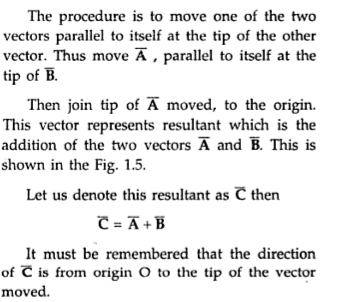 The procedure is to move one of the two
vectors parallel to itself at the tip of the other
vector. Thus move A̅ , parallel to itself at the
tip of B̅.
Then join tip of A̅ moved, to the origin.
This vector represents resultant which is the
addition of the two vectors A̅ and B̅. This is
shown in the Fig. 1.5.
Let us denote this resultant as C̅ then
C̅ = A̅ + B̅
It must be remembered that the direction
of C̅ is from origin O to the tip of the vector
moved.